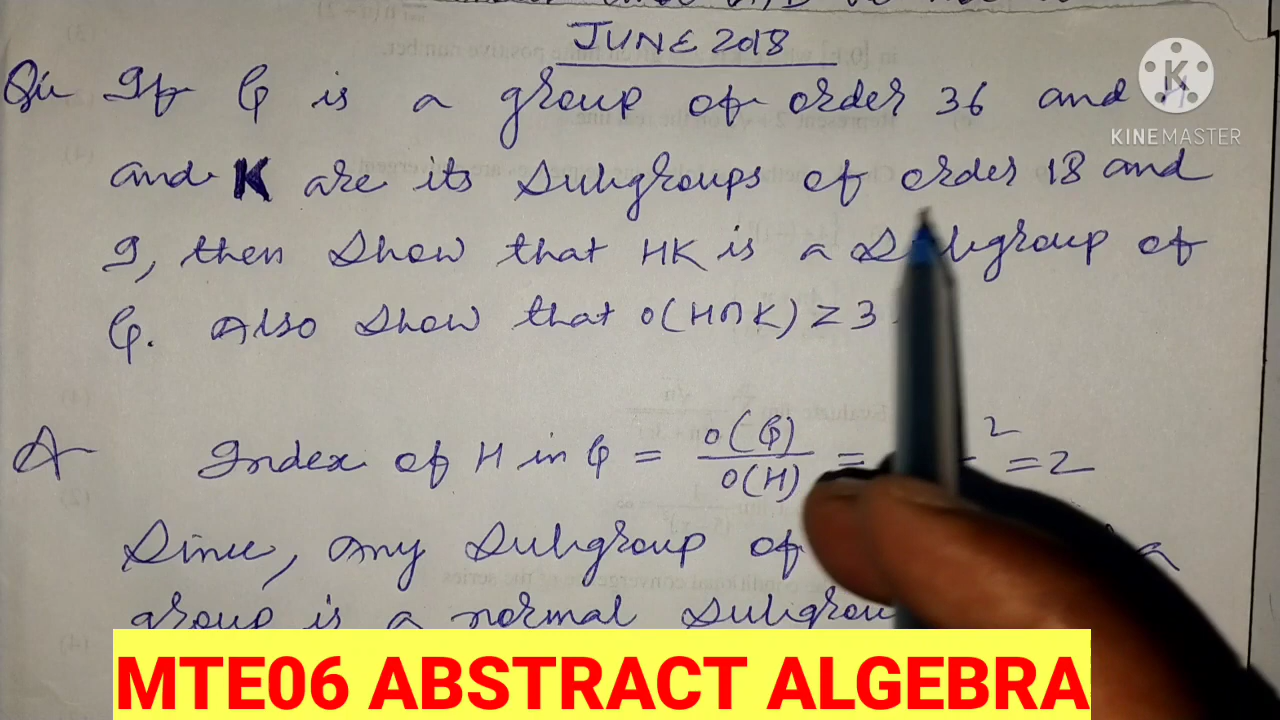 JUNE 2018
Qu If G is a group of order 36 and H
and K are its subgroups of order 18 and
9, then show that HK is a subgroup of
G. Also show that o(H∩K) ≥ 3
A Index of H in G = o(G)/o(H) = 2 = 2
Since, any subgroup of a
group is a normal subgrou
MTE06 ABSTRACT ALGEBRA
K
KINEMASTER